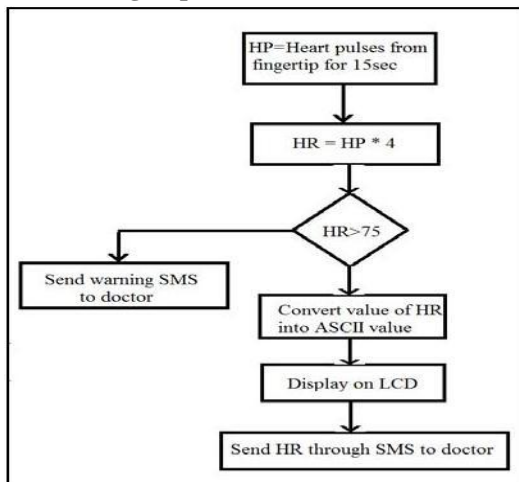 HP=Heart pulses from
fingertip for 15sec
HR = HP * 4
HR>75
Send warning SMS
to doctor
Convert value of HR
into ASCII value
Display on LCD
Send HR through SMS to doctor